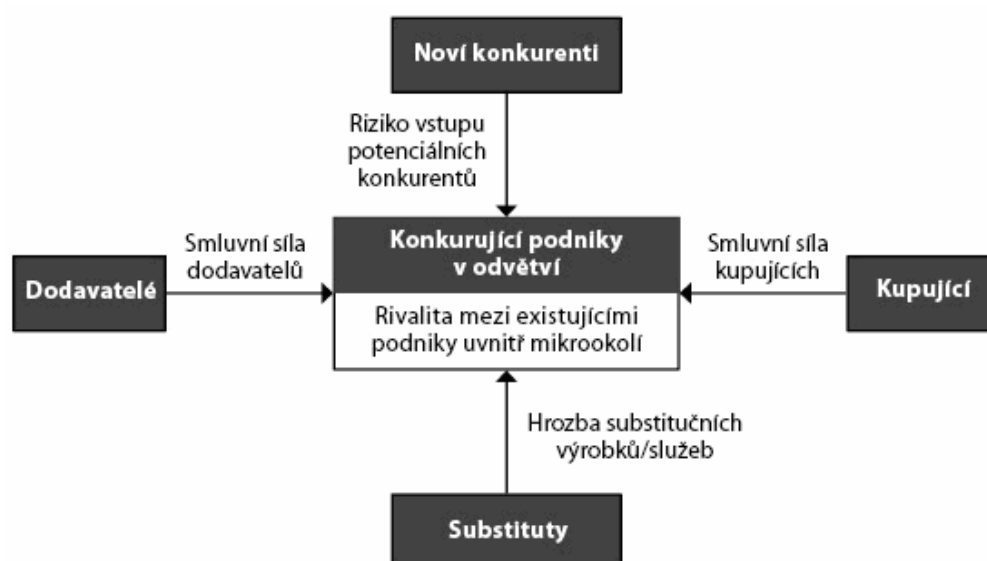 Noví konkurenti
Riziko vstupu
potenciálních
konkurentů
Konkurující podniky
v odvětví
Rivalita mezi existujícími
podniky uvnitř mikrookolí
Smluvní síla
dodavatelů
Dodavatelé
Smluvní síla
kupujících
Kupující
Hrozba substitučních
výrobků/služeb
Substituty